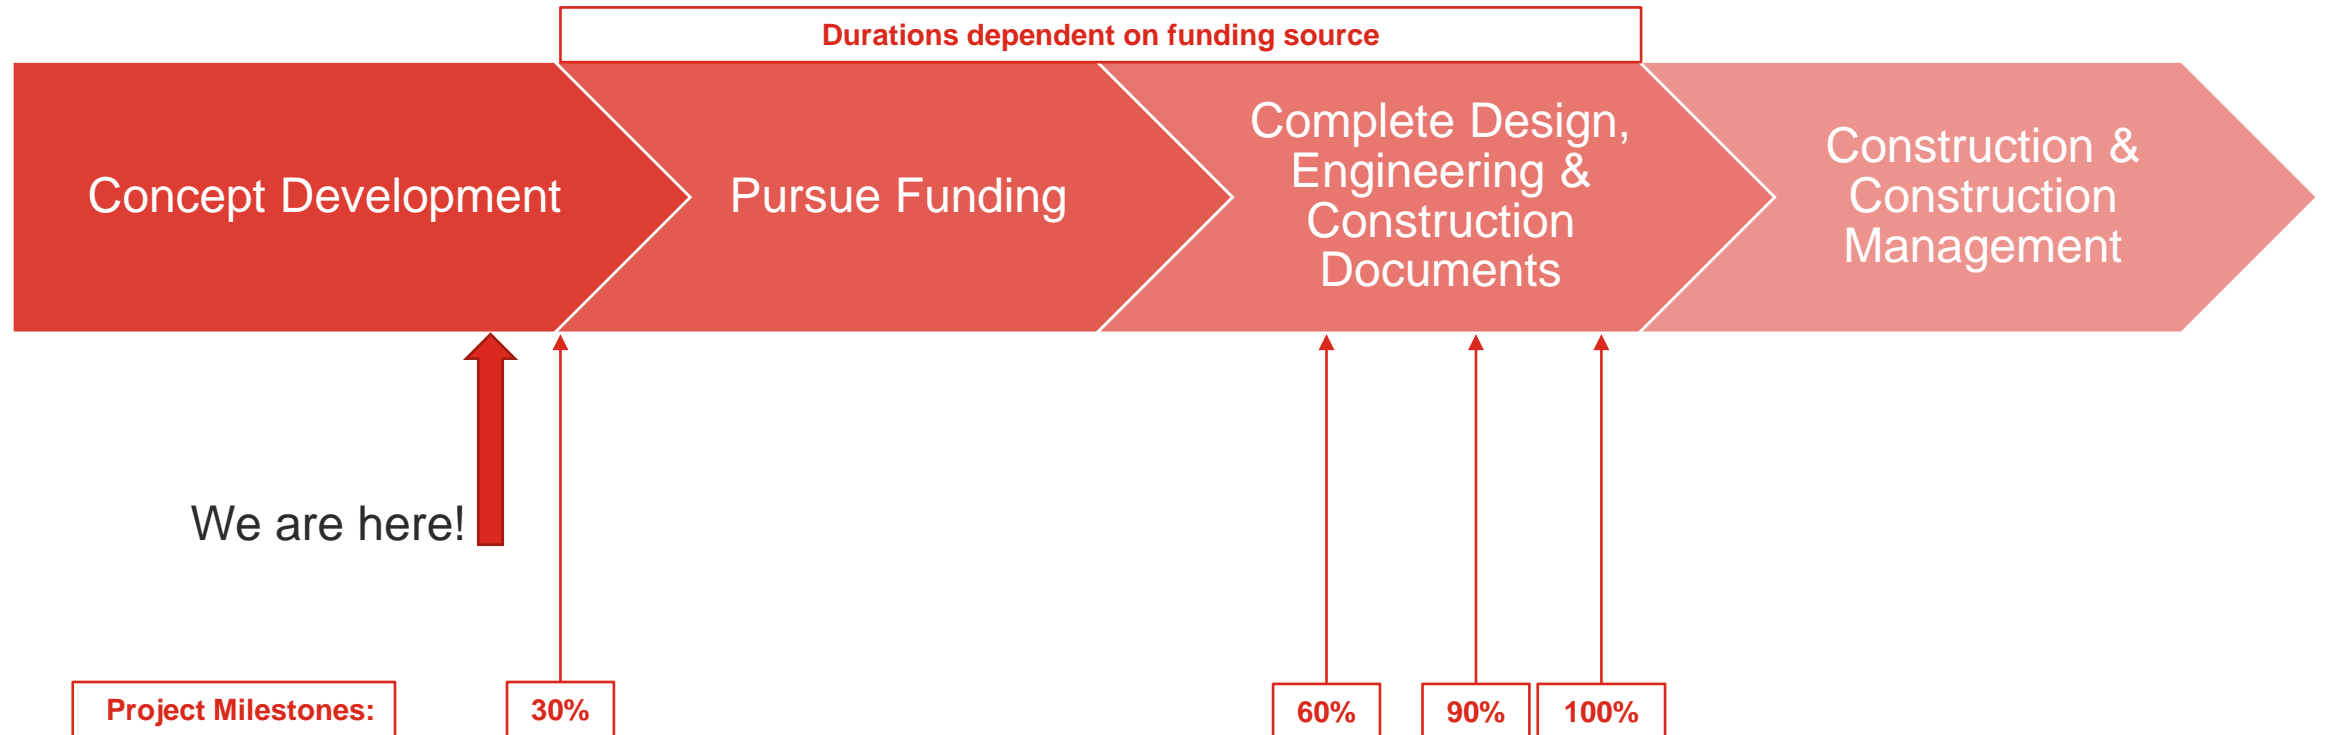 Durations dependent on funding source
Concept Development
Pursue Funding
Complete Design,
Engineering &
Construction
Documents
Construction &
Construction
Management
We are here!
Project Milestones:
30%
60%
90%
100%